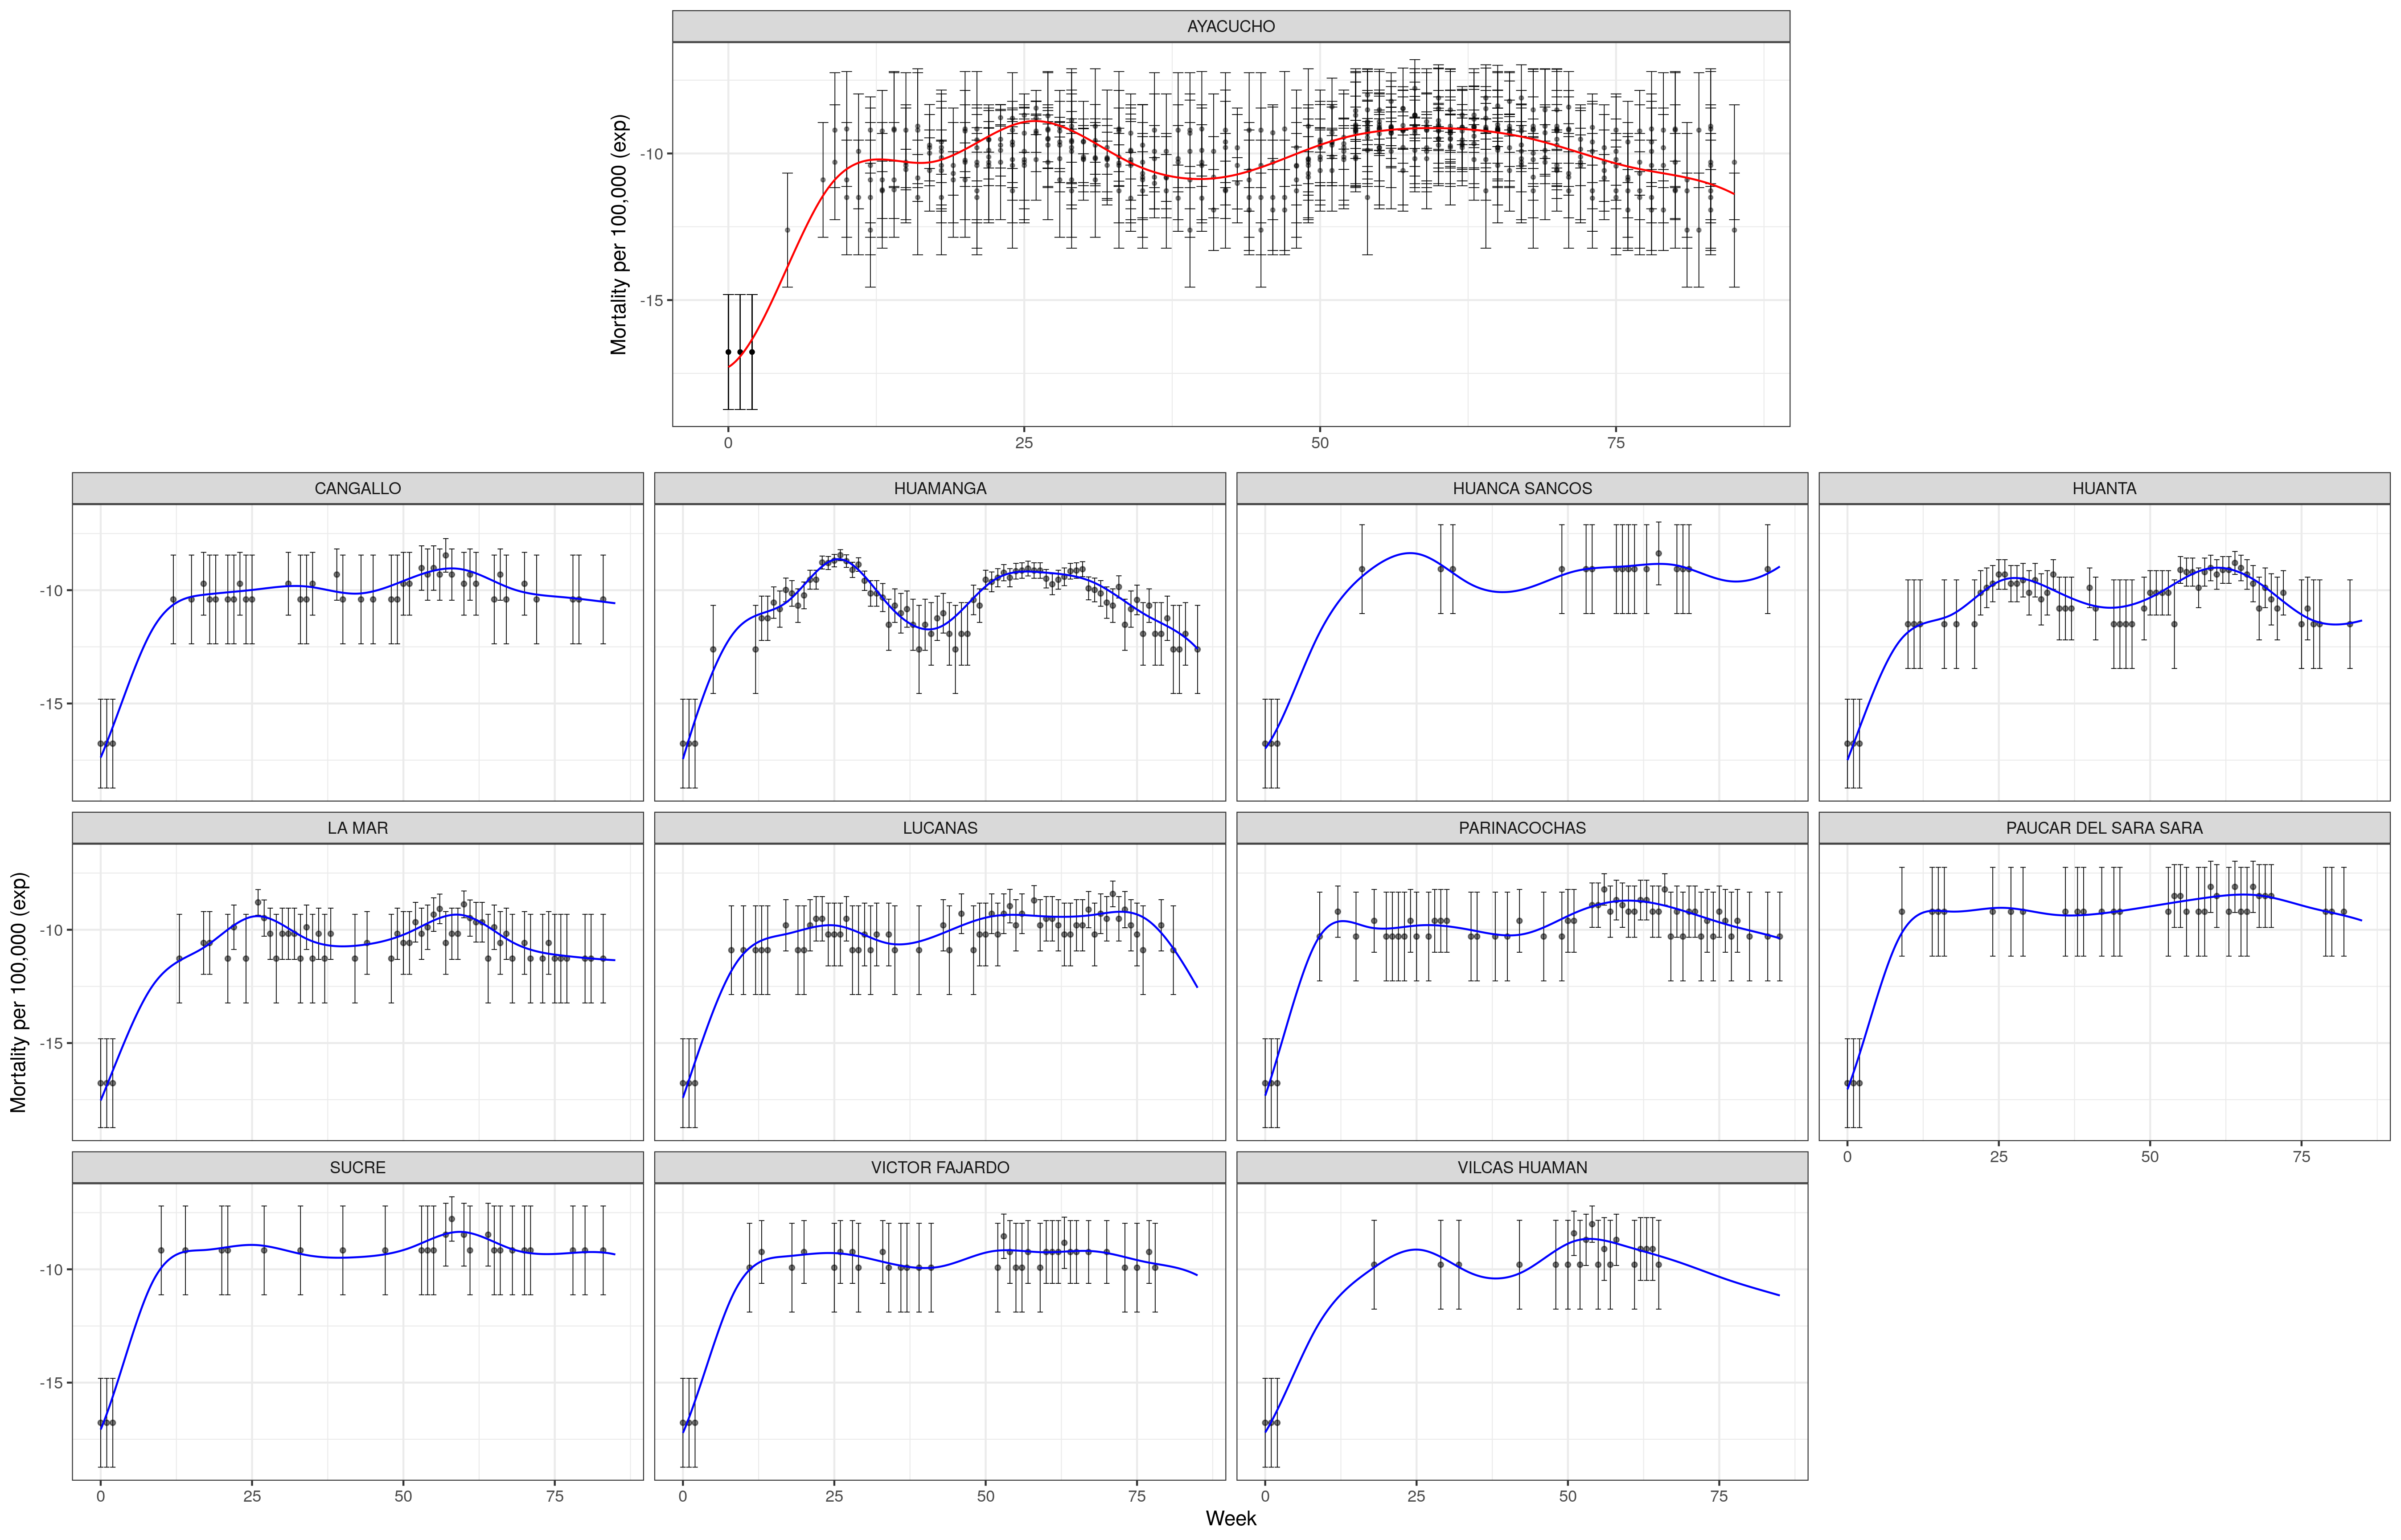 AYACUCHO
Mortality per 100,000 (exp)
-10
-15
0 25 50 75
CANGALLO HUAMANGA HUANCA SANCOS HUANTA
-10
-15
LA MAR LUCANAS PARINACOCHAS PAUCAR DEL SARA SARA
Mortality per 100,000 (exp)
-10
-15
0 25 50 75
SUCRE VICTOR FAJARDO VILCAS HUAMAN
-10
-15
0 25 50 75 0 25 50 75 0 25 50 75
Week